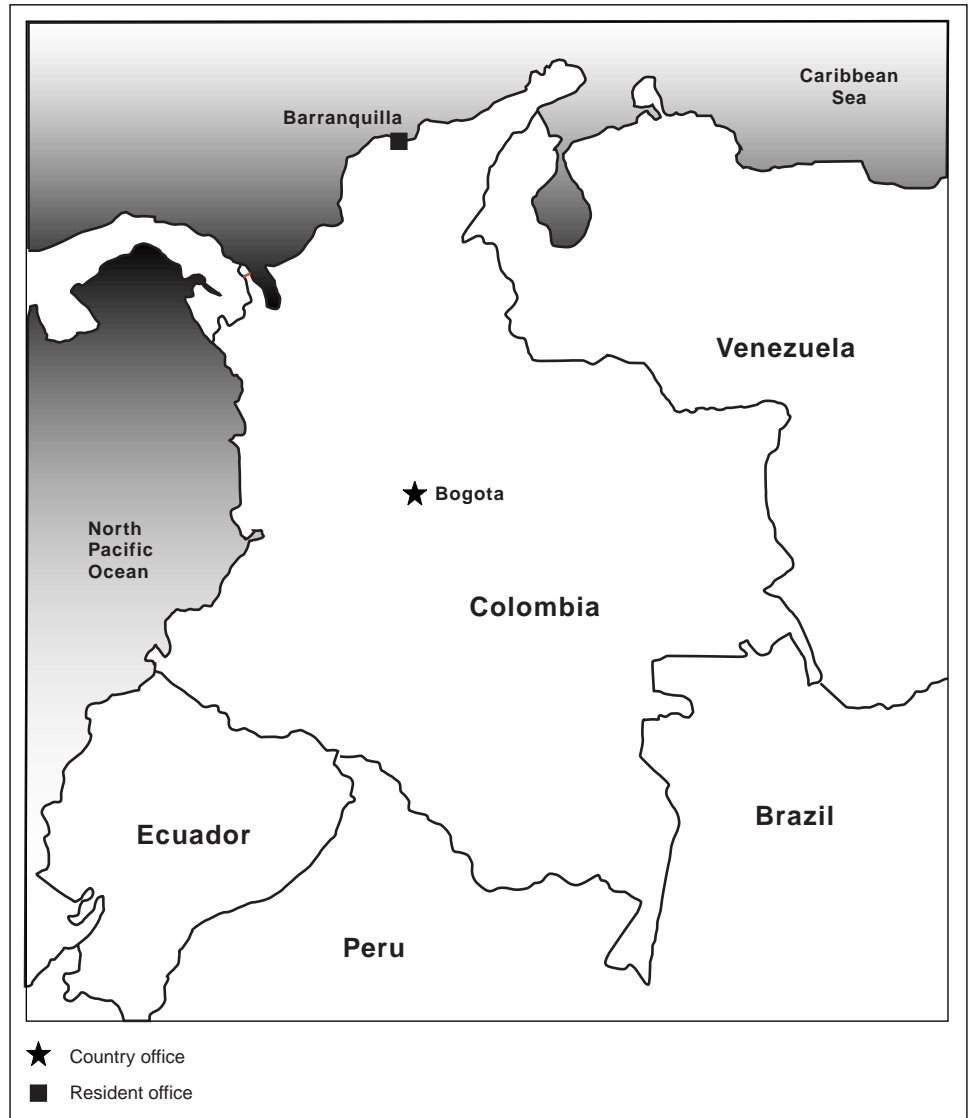 Caribbean
Sea
Barranquilla
Venezuela
Bogota
North
Pacific
Ocean
Colombia
Brazil
Ecuador
Peru
Country office
Resident office